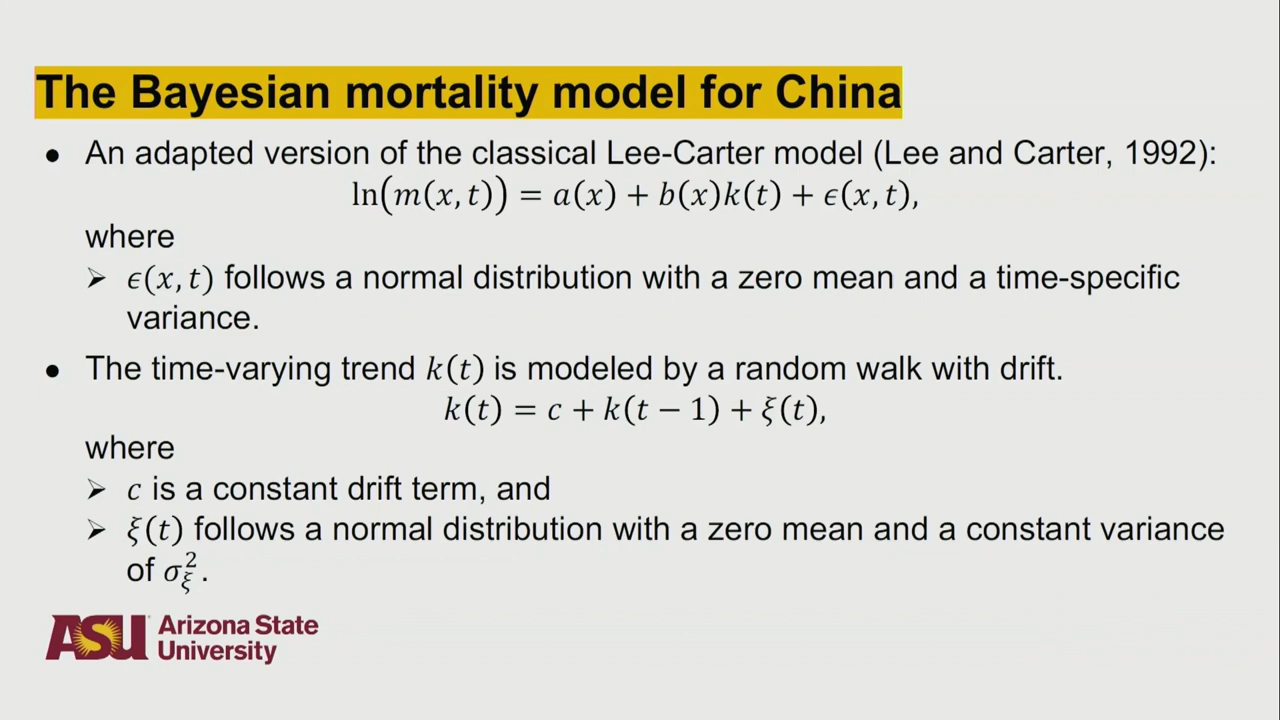 The Bayesian mortality model for China
● An adapted version of the classical Lee-Carter model (Lee and Carter, 1992):
ln(m(x, t)) = a(x) + b(x)k(t) + ϵ(x, t),
where
➢ ϵ(x, t) follows a normal distribution with a zero mean and a time-specific
variance.
● The time-varying trend k(t) is modeled by a random walk with drift.
k(t) = c + k(t − 1) + ξ(t),
where
➢ c is a constant drift term, and
➢ ξ(t) follows a normal distribution with a zero mean and a constant variance
of σ_ξ^2.
ASU Arizona State
University